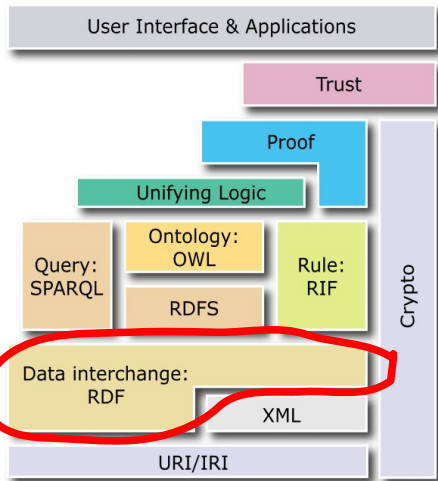 User Interface & Applications
Trust
Proof
Unifying Logic
Query:
SPARQL
Ontology:
OWL
RDFS
Rule:
RIF
Crypto
Data interchange:
RDF
XML
URI/IRI